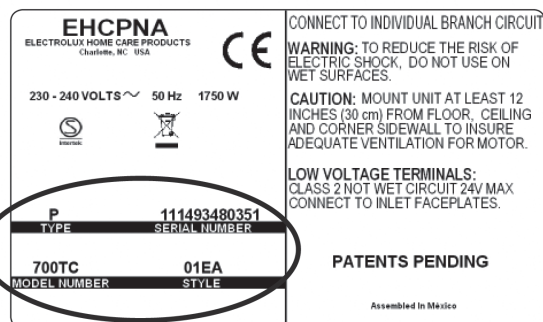 EHCPNA
ELECTROLUX HOME CARE PRODUCTS
Charlotte, NC USA
CE
230 - 240 VOLTS ~ 50 Hz 1750 W
S
Intertek
P 111493480351
TYPE SERIAL NUMBER
700TC 01EA
MODEL NUMBER STYLE
CONNECT TO INDIVIDUAL BRANCH CIRCUIT
WARNING: TO REDUCE THE RISK OF
ELECTRIC SHOCK, DO NOT USE ON
WET SURFACES.
CAUTION: MOUNT UNIT AT LEAST 12
INCHES (30 cm) FROM FLOOR, CEILING
AND CORNER SIDEWALL TO INSURE
ADEQUATE VENTILATION FOR MOTOR.
LOW VOLTAGE TERMINALS:
CLASS 2 NOT WET CIRCUIT 24V MAX
CONNECT TO INLET FACEPLATES.
PATENTS PENDING
Assembled In México